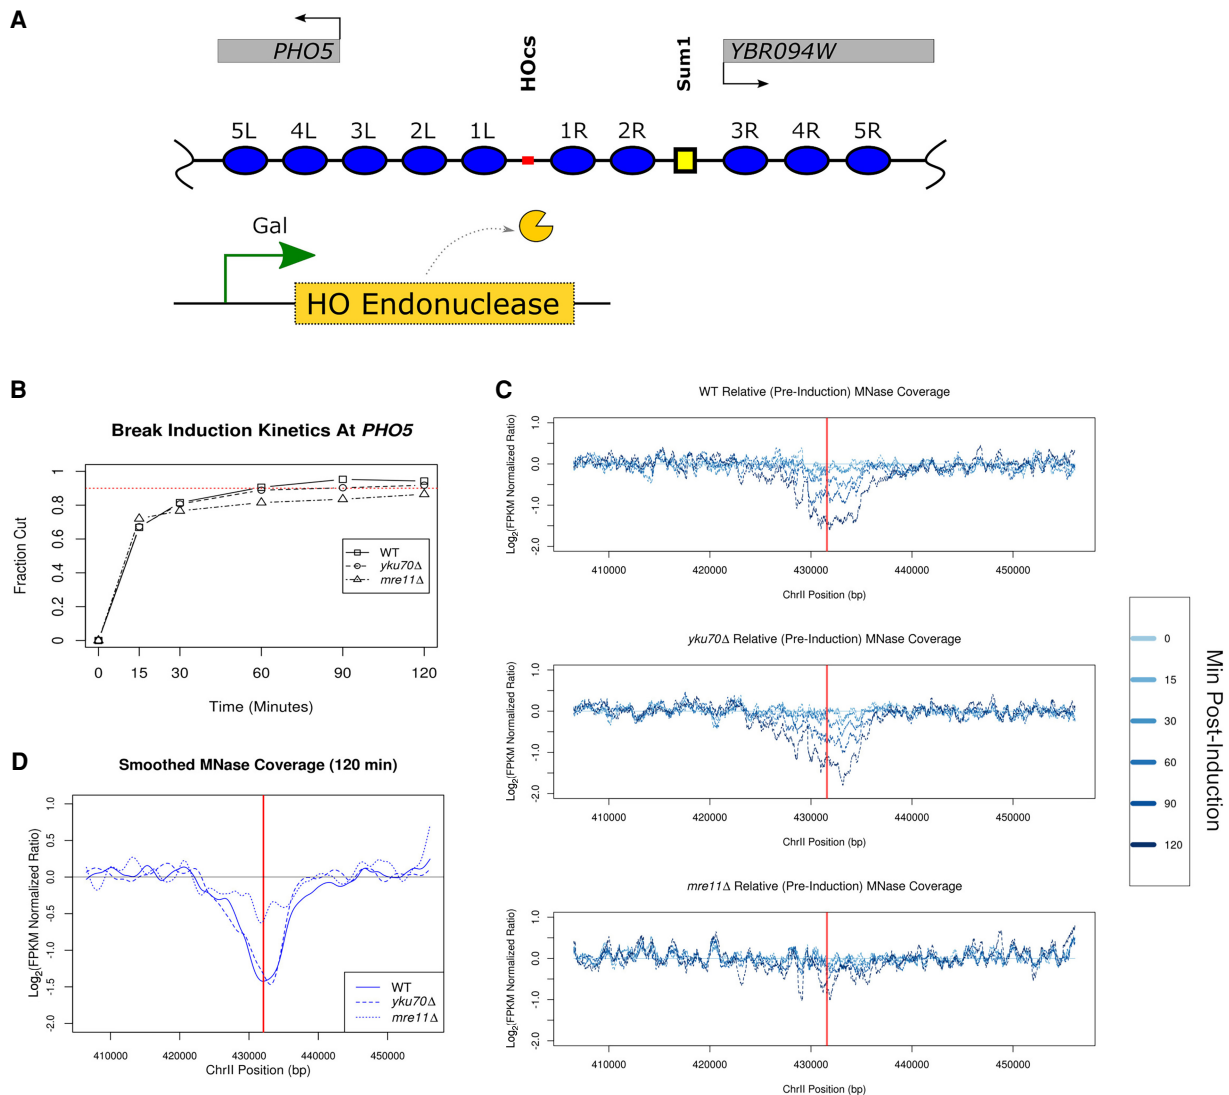 A
PHO5
HOcs
Sum1
YBR094W
5L 4L 3L 2L 1L 1R 2R 3R 4R 5R
Gal
HO Endonuclease
B
Break Induction Kinetics At PHO5
Fraction Cut
1
0.8
0.6
0.4
0.2
0
WT
yku70Δ
mre11Δ
0 15 30 60 90 120
Time (Minutes)
C
WT Relative (Pre-Induction) MNase Coverage
Log2(FPKM Normalized Ratio)
1.0
0.0
-1.0
-2.0
410000 420000 430000 440000 450000
ChrII Position (bp)
yku70Δ Relative (Pre-Induction) MNase Coverage
Log2(FPKM Normalized Ratio)
1.0
0.0
-1.0
-2.0
410000 420000 430000 440000 450000
ChrII Position (bp)
mre11Δ Relative (Pre-Induction) MNase Coverage
Log2(FPKM Normalized Ratio)
1.0
0.0
-1.0
-2.0
410000 420000 430000 440000 450000
ChrII Position (bp)
0
15
30
60
90
120
Min Post-Induction
D
Smoothed MNase Coverage (120 min)
Log2(FPKM Normalized Ratio)
1.0
0.5
0.0
-0.5
-1.0
-1.5
-2.0
WT
yku70Δ
mre11Δ
410000 420000 430000 440000 450000
ChrII Position (bp)